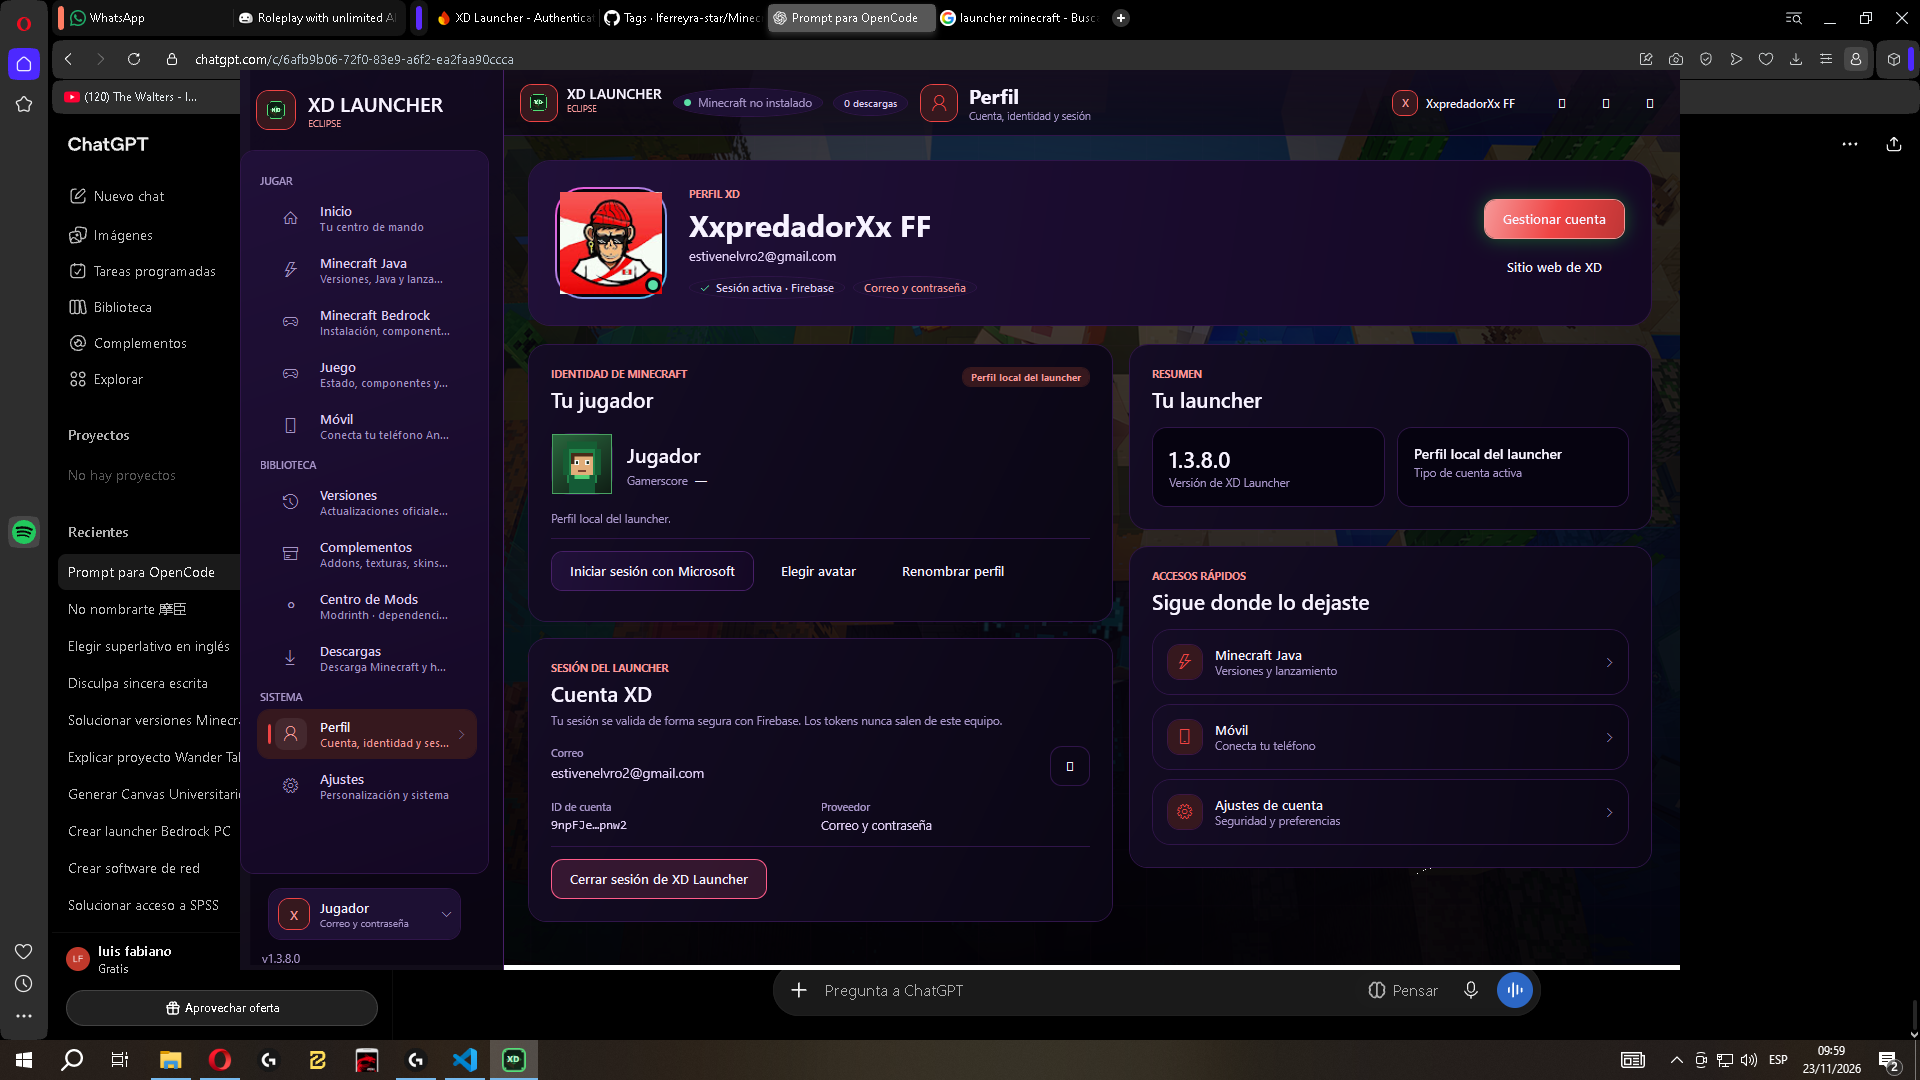 WhatsApp
Roleplay with unlimited AI
XD Launcher - Authenticat
Tags · lferreyra-star/Minec
Prompt para OpenCode
launcher minecraft - Busc
chatgpt.com/c/6afb9b06-72f0-83e9-a6f2-ea2faa90ccca
(120) The Walters - I...
ChatGPT
Nuevo chat
Imágenes
Tareas programadas
Biblioteca
Complementos
Explorar
Proyectos
No hay proyectos
Recientes
Prompt para OpenCode
No nombrarte 摩臣
Elegir superlativo en inglés
Disculpa sincera escrita
Solucionar versiones Minecra
Explicar proyecto Wander Tal
Generar Canvas Universitario
Crear launcher Bedrock PC
Crear software de red
Solucionar acceso a SPSS
LF
luis fabiano
Gratis
Aprovechar oferta
XD LAUNCHER
ECLIPSE
JUGAR
Inicio
Tu centro de mando
Minecraft Java
Versiones, Java y lanza...
Minecraft Bedrock
Instalación, component...
Juego
Estado, componentes y...
Móvil
Conecta tu teléfono An...
BIBLIOTECA
Versiones
Actualizaciones oficiale...
Complementos
Addons, texturas, skins...
Centro de Mods
Modrinth · dependenci...
Descargas
Descarga Minecraft y h...
SISTEMA
Perfil
Cuenta, identidad y ses...
Ajustes
Personalización y sistema
X
Jugador
Correo y contraseña
v1.3.8.0
XD LAUNCHER
ECLIPSE
Minecraft no instalado
0 descargas
Perfil
Cuenta, identidad y sesión
X
XxpredadorXx FF
PERFIL XD
XxpredadorXx FF
estivenelvro2@gmail.com
Sesión activa · Firebase
Correo y contraseña
Gestionar cuenta
Sitio web de XD
IDENTIDAD DE MINECRAFT
Perfil local del launcher
Tu jugador
Jugador
Gamerscore —
Perfil local del launcher.
Iniciar sesión con Microsoft
Elegir avatar
Renombrar perfil
SESIÓN DEL LAUNCHER
Cuenta XD
Tu sesión se valida de forma segura con Firebase. Los tokens nunca salen de este equipo.
Correo
estivenelvro2@gmail.com
ID de cuenta
9npFJe…pnw2
Proveedor
Correo y contraseña
Cerrar sesión de XD Launcher
RESUMEN
Tu launcher
1.3.8.0
Versión de XD Launcher
Perfil local del launcher
Tipo de cuenta activa
ACCESOS RÁPIDOS
Sigue donde lo dejaste
Minecraft Java
Versiones y lanzamiento
Móvil
Conecta tu teléfono
Ajustes de cuenta
Seguridad y preferencias
Pregunta a ChatGPT
Pensar
XD
ESP
09:59
23/11/2026
2